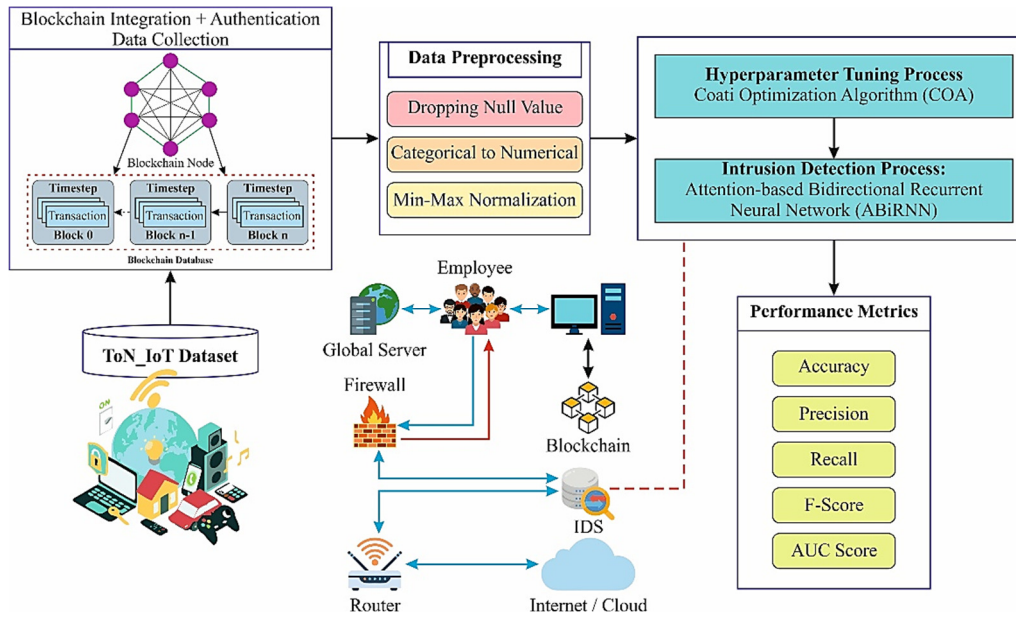 Blockchain Integration + Authentication
Data Collection
Blockchain Node
Timestep
Transaction
Block 0
Timestep
Transaction
Block n-1
Timestep
Transaction
Block n
Blockchain Database
ToN_IoT Dataset
ON
Data Preprocessing
Dropping Null Value
Categorical to Numerical
Min-Max Normalization
Hyperparameter Tuning Process
Coati Optimization Algorithm (COA)
Intrusion Detection Process:
Attention-based Bidirectional Recurrent
Neural Network (ABiRNN)
Employee
Global Server
Firewall
Blockchain
IDS
Router
Internet / Cloud
Performance Metrics
Accuracy
Precision
Recall
F-Score
AUC Score